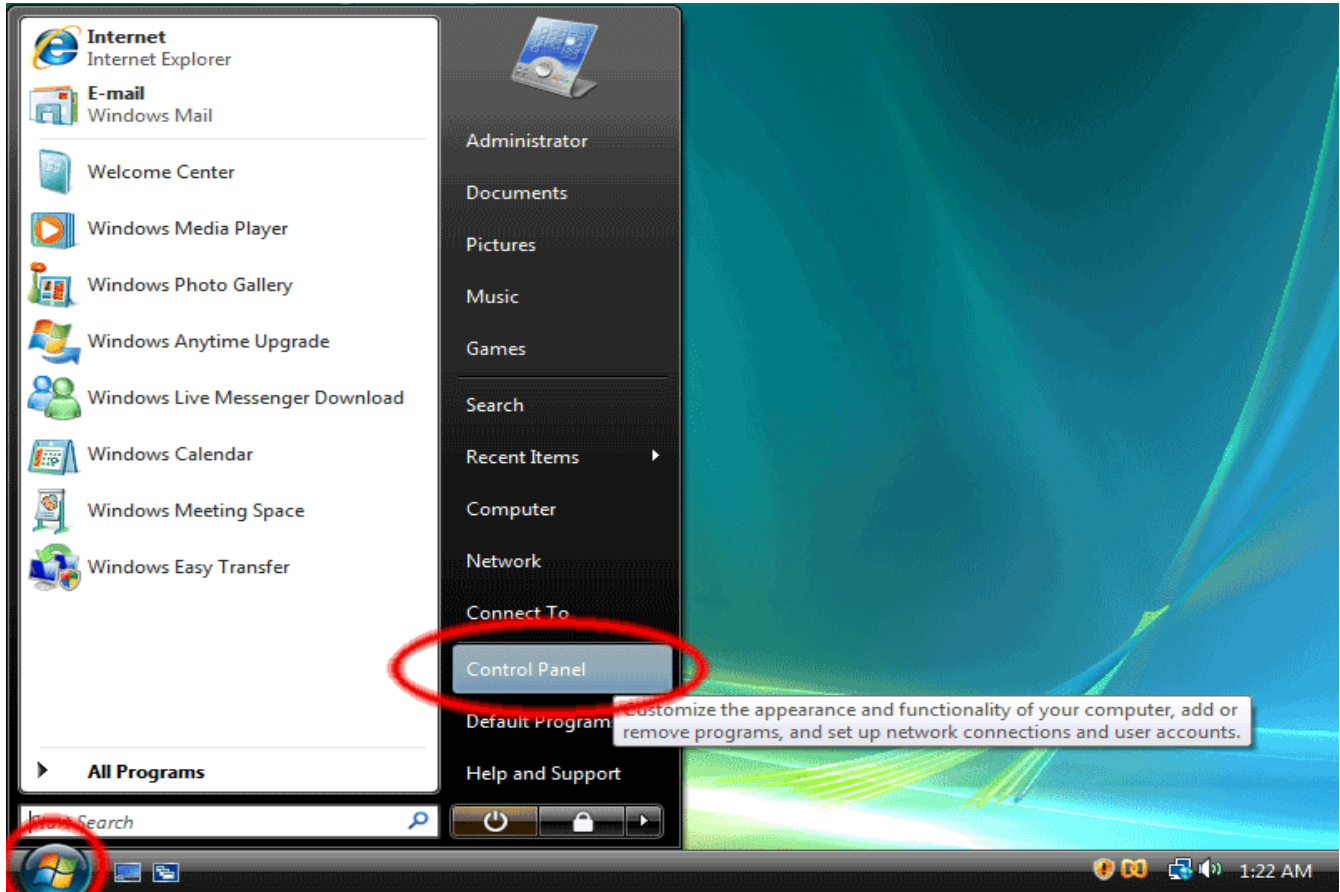 Internet
Internet Explorer
E-mail
Windows Mail
Welcome Center
Windows Media Player
Windows Photo Gallery
Windows Anytime Upgrade
Windows Live Messenger Download
Windows Calendar
Windows Meeting Space
Windows Easy Transfer
All Programs
Start Search
Administrator
Documents
Pictures
Music
Games
Search
Recent Items
Computer
Network
Connect To
Control Panel
Default Program
Help and Support
Customize the appearance and functionality of your computer, add or
remove programs, and set up network connections and user accounts.
1:22 AM